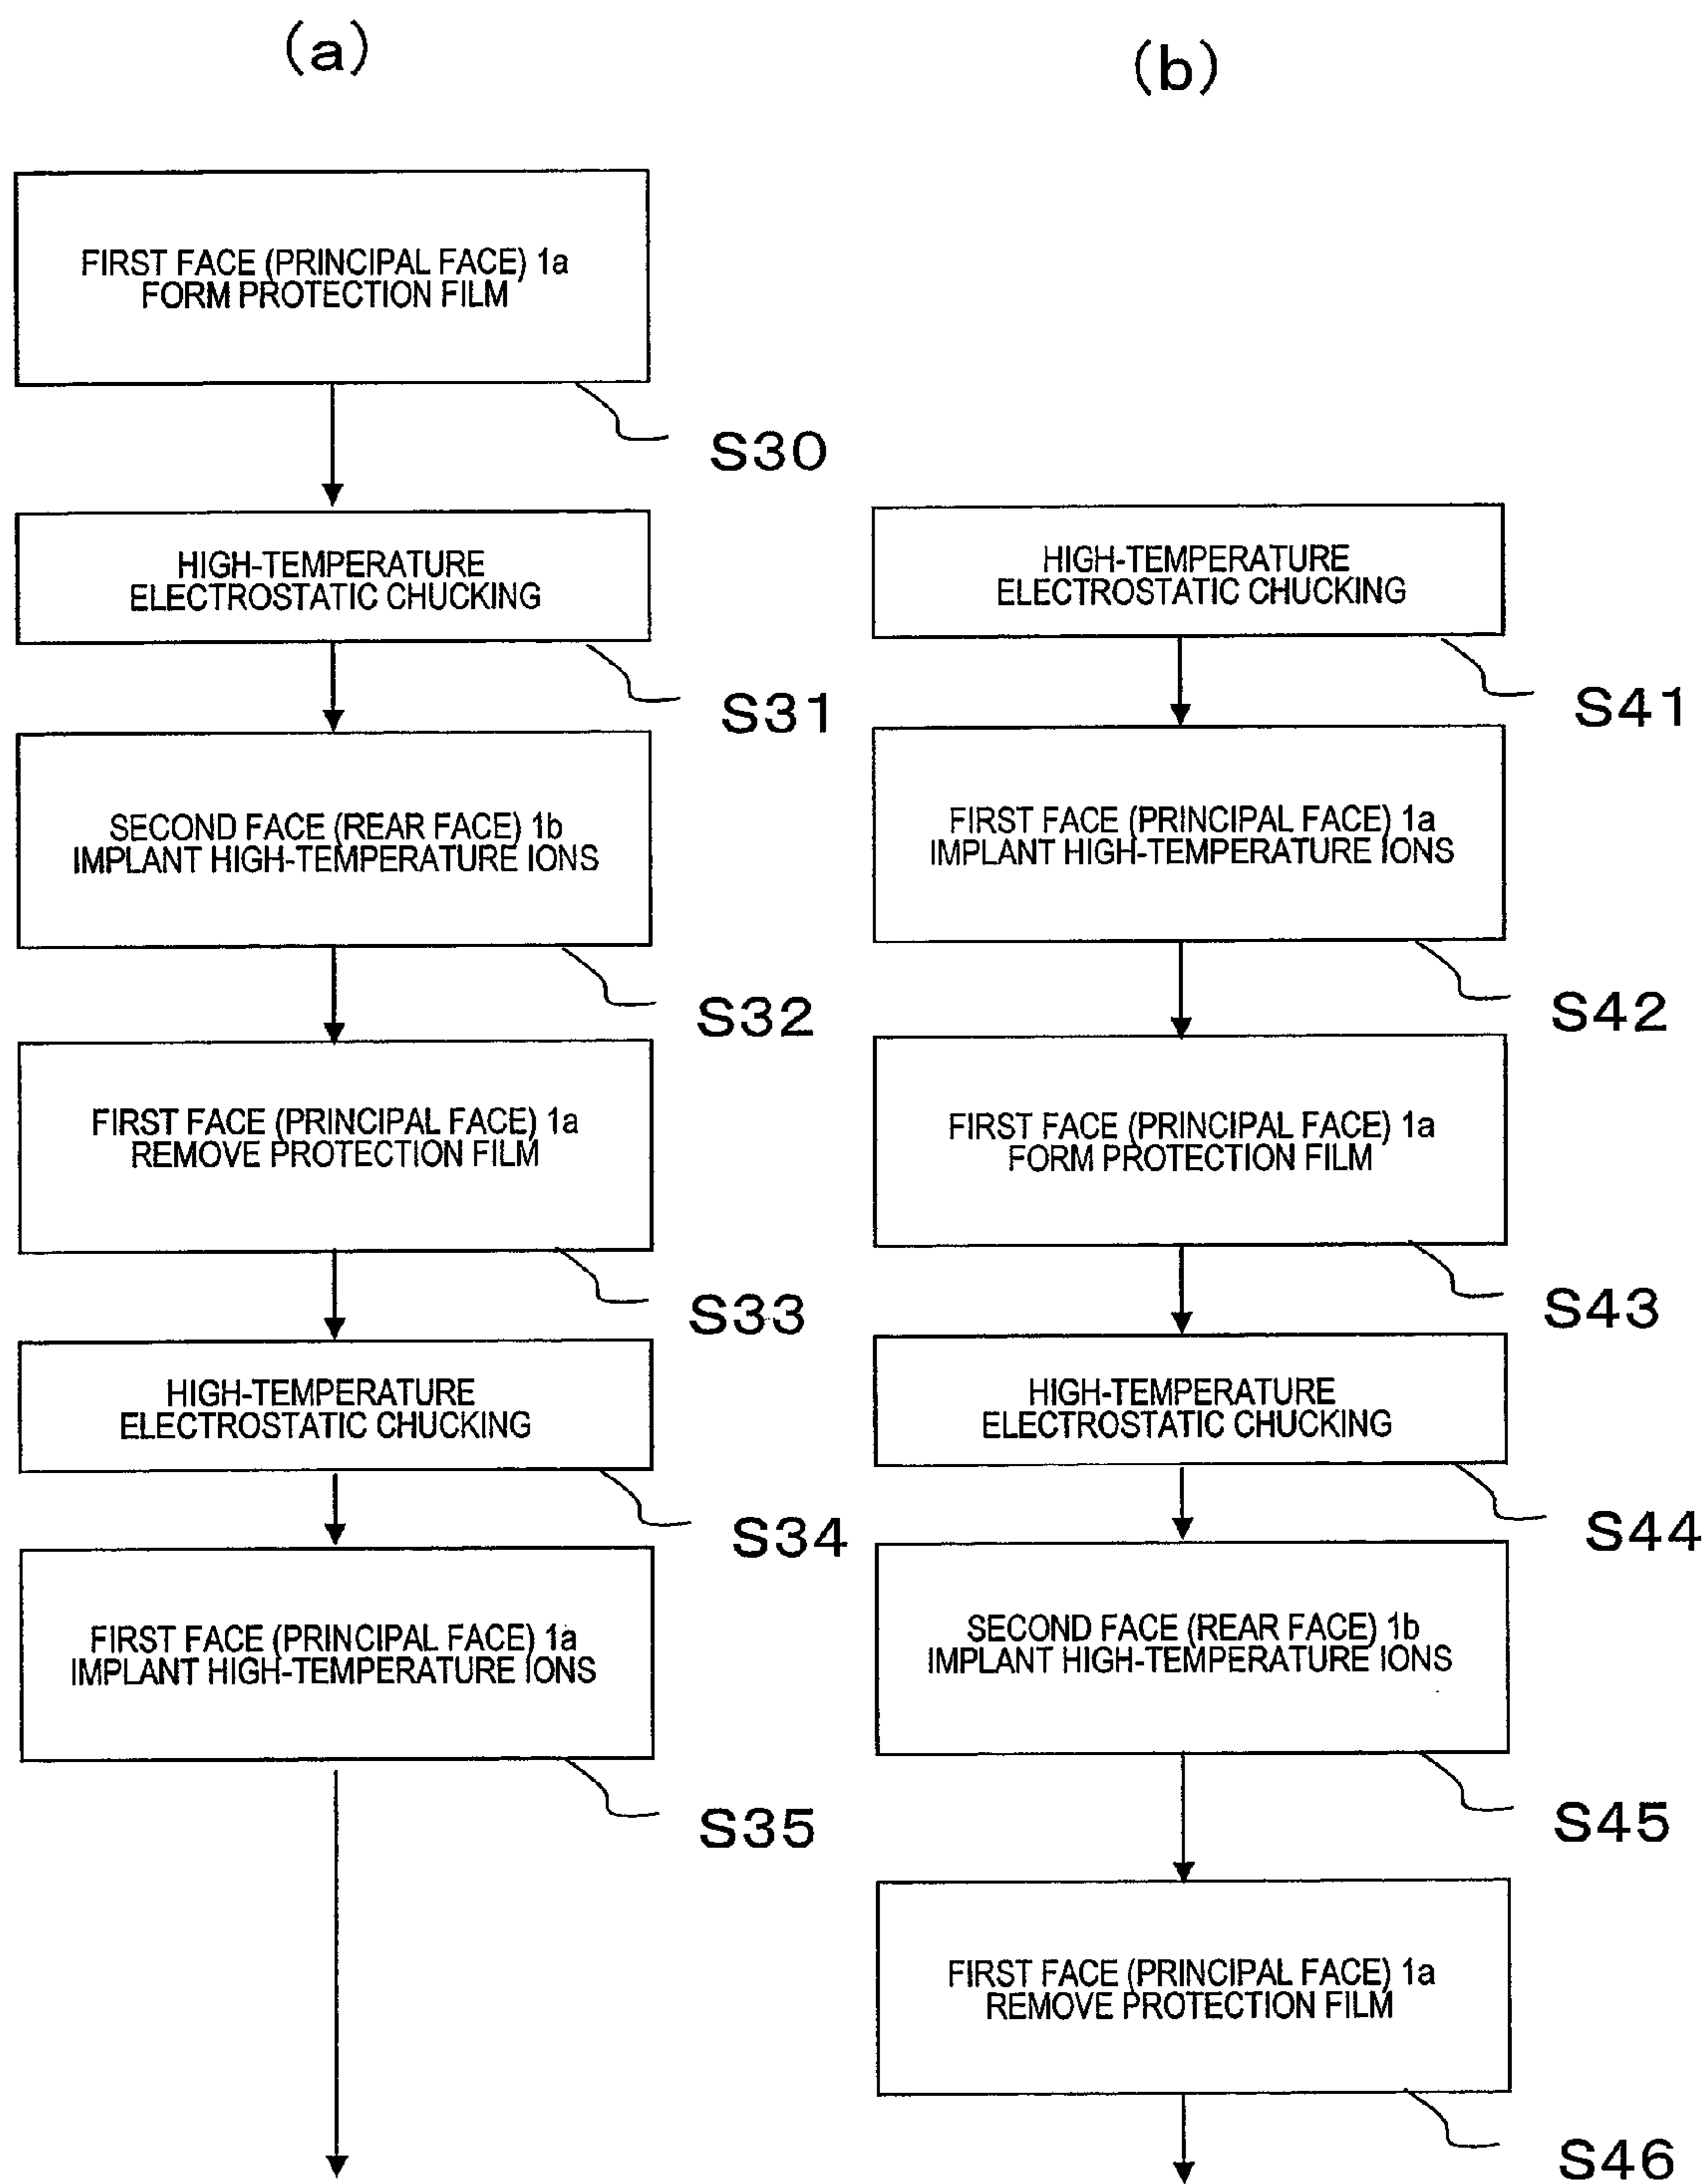 (a)
FIRST FACE (PRINCIPAL FACE) 1a
FORM PROTECTION FILM
S30
HIGH-TEMPERATURE
ELECTROSTATIC CHUCKING
S31
SECOND FACE (REAR FACE) 1b
IMPLANT HIGH-TEMPERATURE IONS
S32
FIRST FACE (PRINCIPAL FACE) 1a
REMOVE PROTECTION FILM
S33
HIGH-TEMPERATURE
ELECTROSTATIC CHUCKING
S34
FIRST FACE (PRINCIPAL FACE) 1a
IMPLANT HIGH-TEMPERATURE IONS
S35
(b)
HIGH-TEMPERATURE
ELECTROSTATIC CHUCKING
S41
FIRST FACE (PRINCIPAL FACE) 1a
IMPLANT HIGH-TEMPERATURE IONS
S42
FIRST FACE (PRINCIPAL FACE) 1a
FORM PROTECTION FILM
S43
HIGH-TEMPERATURE
ELECTROSTATIC CHUCKING
S44
SECOND FACE (REAR FACE) 1b
IMPLANT HIGH-TEMPERATURE IONS
S45
FIRST FACE (PRINCIPAL FACE) 1a
REMOVE PROTECTION FILM
S46